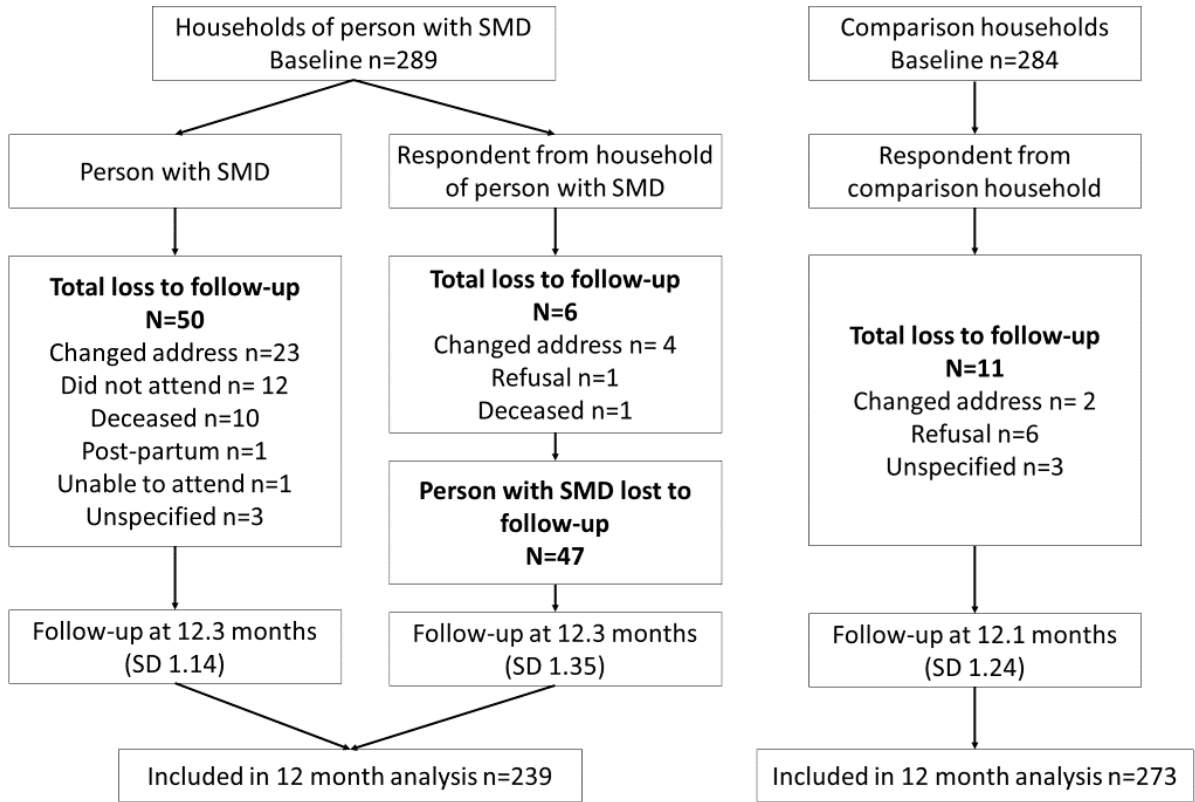 Households of person with SMD
Baseline n=289
Comparison households
Baseline n=284
Person with SMD
Respondent from household
of person with SMD
Respondent from
comparison household
Total loss to follow-up
N=50
Changed address n=23
Did not attend n= 12
Deceased n=10
Post-partum n=1
Unable to attend n=1
Unspecified n=3
Total loss to follow-up
N=6
Changed address n= 4
Refusal n=1
Deceased n=1
Person with SMD lost to
follow-up
N=47
Total loss to follow-up
N=11
Changed address n= 2
Refusal n=6
Unspecified n=3
Follow-up at 12.3 months
(SD 1.14)
Follow-up at 12.3 months
(SD 1.35)
Follow-up at 12.1 months
(SD 1.24)
Included in 12 month analysis n=239
Included in 12 month analysis n=273